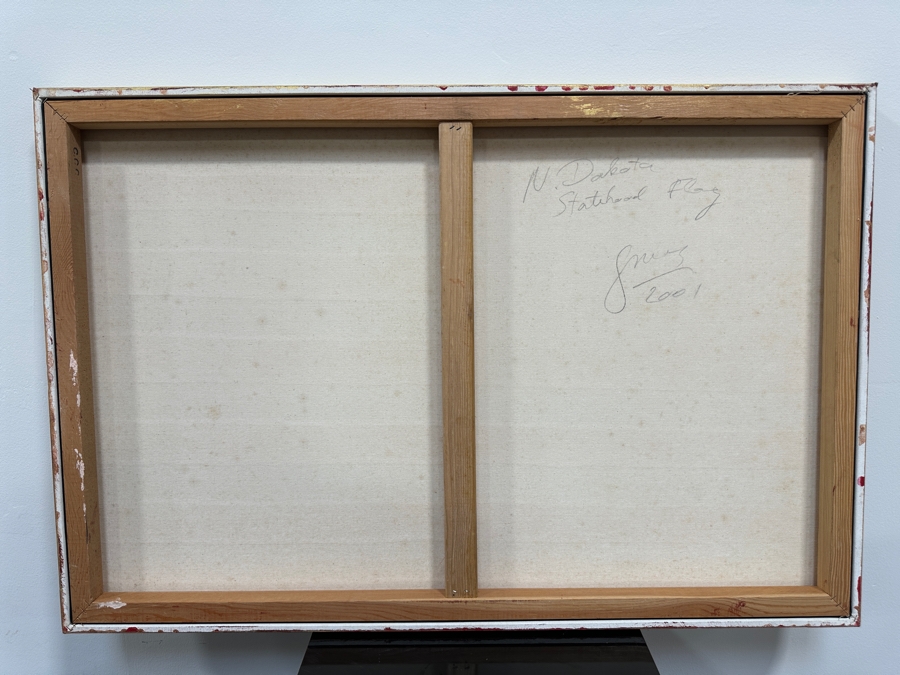 N. Dakota
Statehood Flag
2001